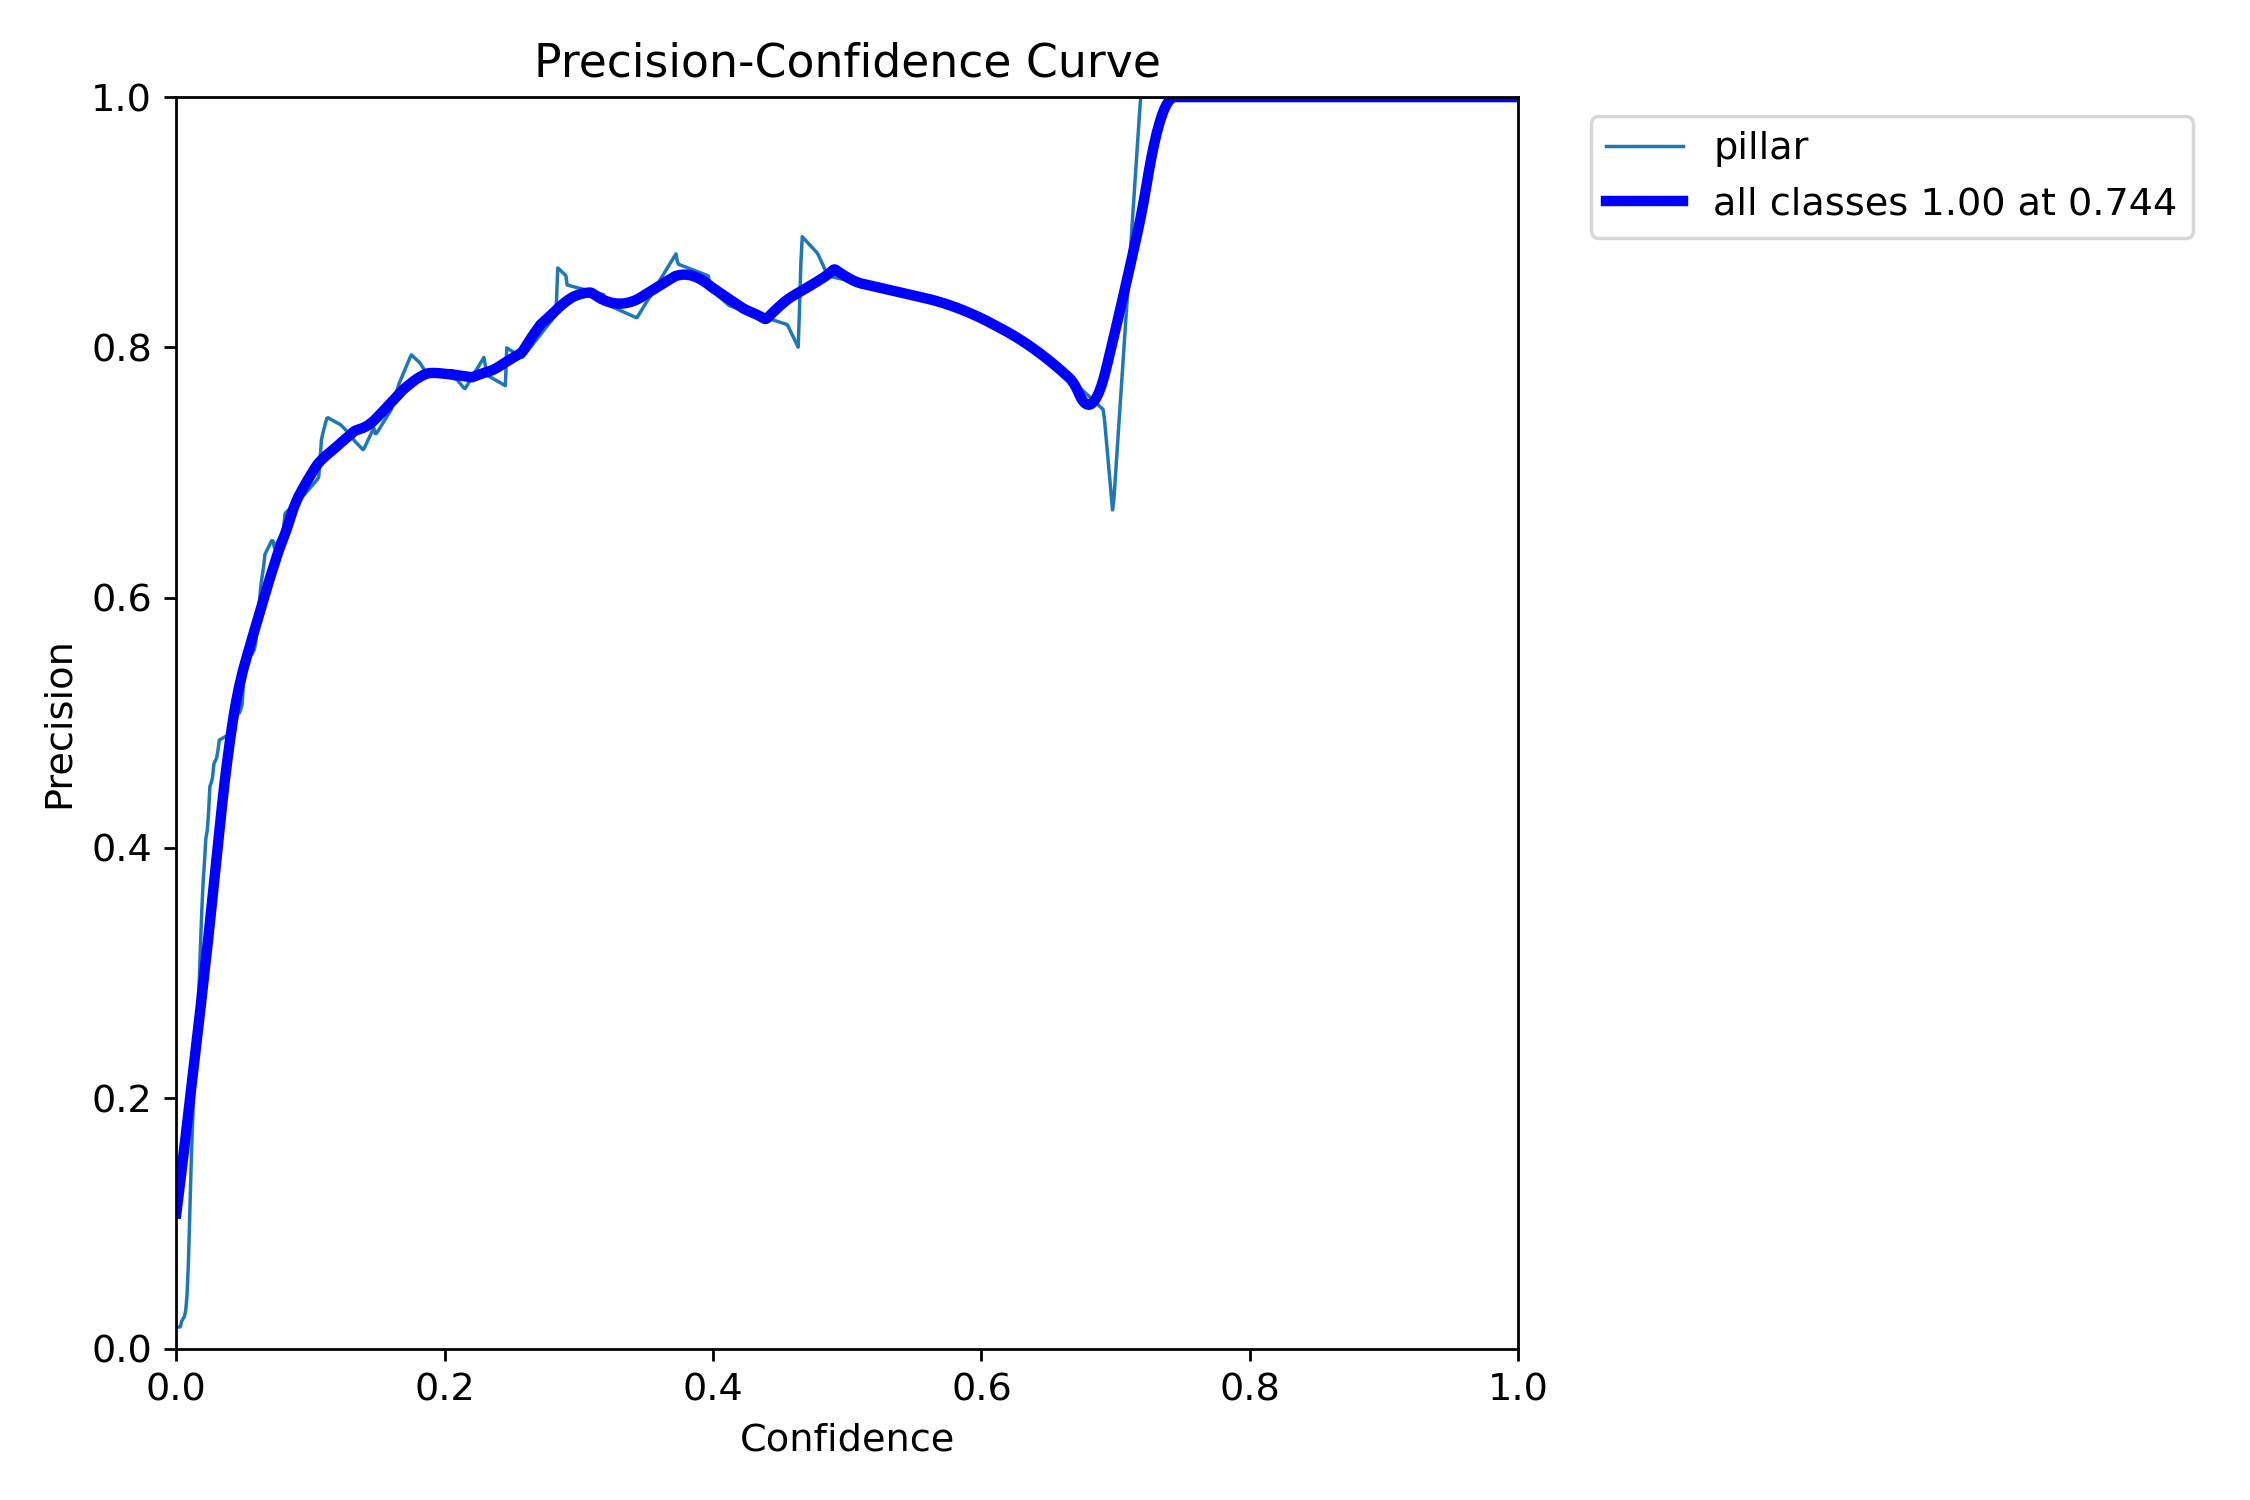 Precision-Confidence Curve
1.0
0.8
0.6
0.4
0.2
0.0
Precision
0.0 0.2 0.4 0.6 0.8 1.0
Confidence
pillar
all classes 1.00 at 0.744